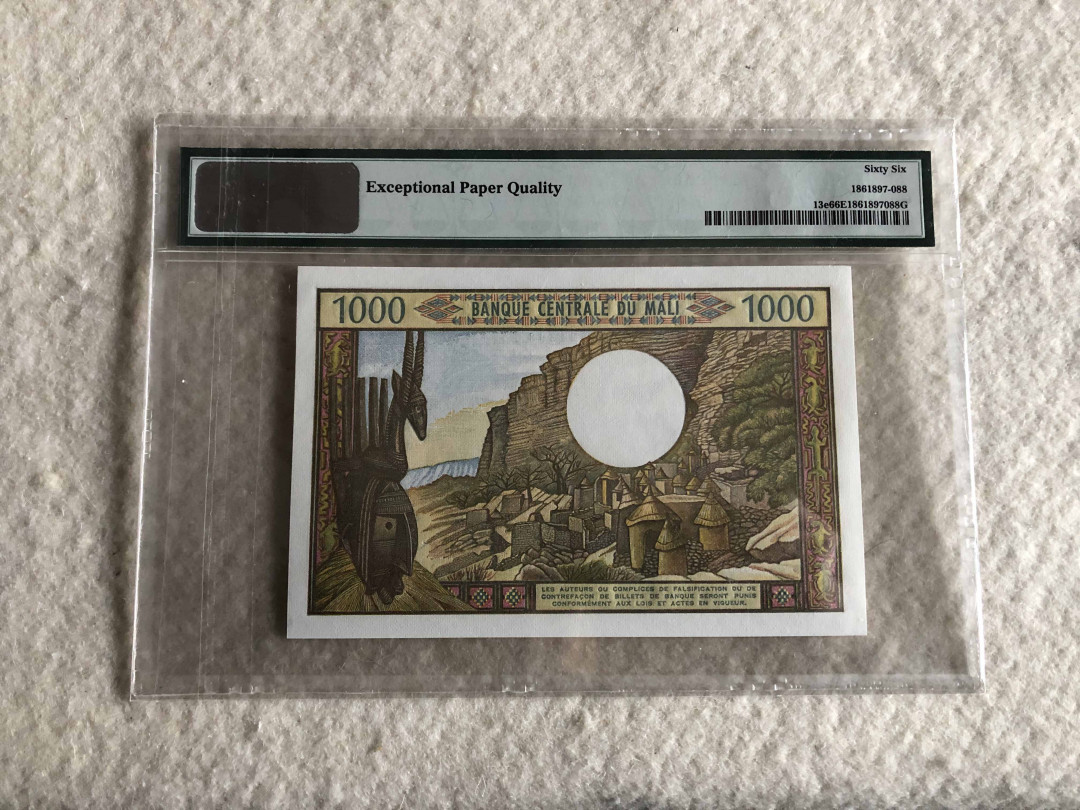 Exceptional Paper Quality
Sixty Six
1861897-088
13e66E1861897088G
1000 BANQUE CENTRALE DU MALI 1000
LES AUTEURS OU COMPLICES DE FALSIFICATION OU DE
CONTREFAÇON DE BILLETS DE BANQUE SERONT PUNIS
CONFORMÉMENT AUX LOIS ET ACTES EN VIGUEUR.